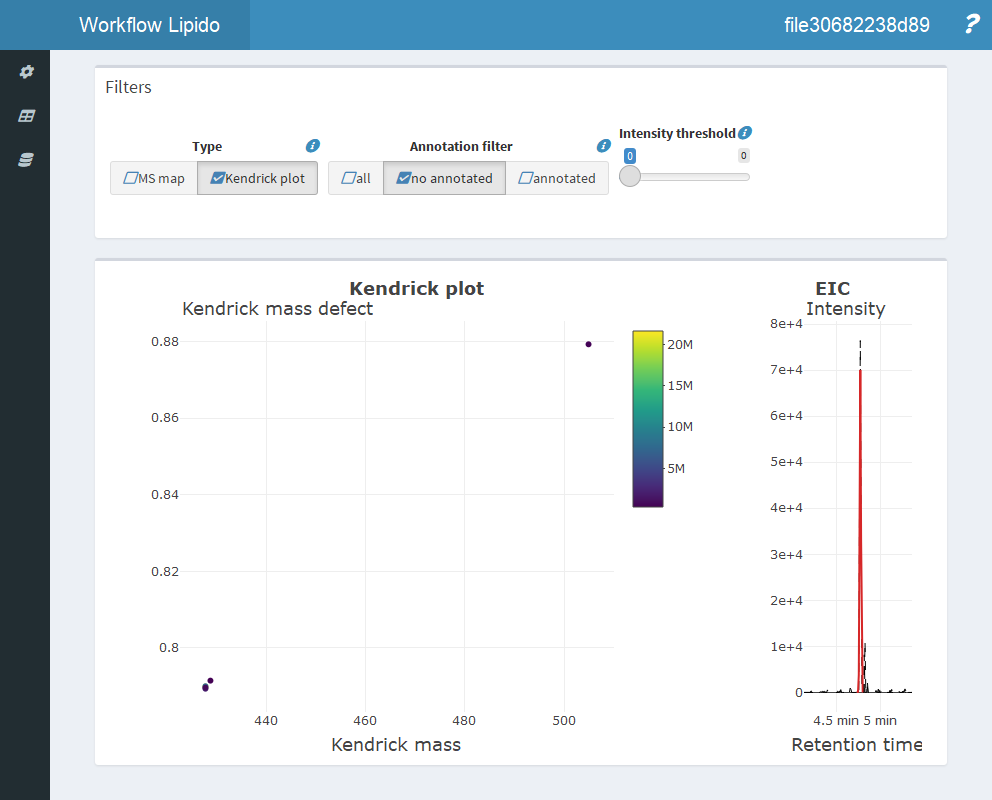 Workflow Lipido
file30682238d89
?
Filters
Type
i
Annotation filter
i
Intensity threshold
i
0
0
MS map
Kendrick plot
all
no annotated
annotated
Kendrick plot
Kendrick mass defect
0.88
0.86
0.84
0.82
0.8
440
460
480
500
Kendrick mass
20M
15M
10M
5M
EIC
Intensity
8e+4
7e+4
6e+4
5e+4
4e+4
3e+4
2e+4
1e+4
0
4.5 min
5 min
Retention time